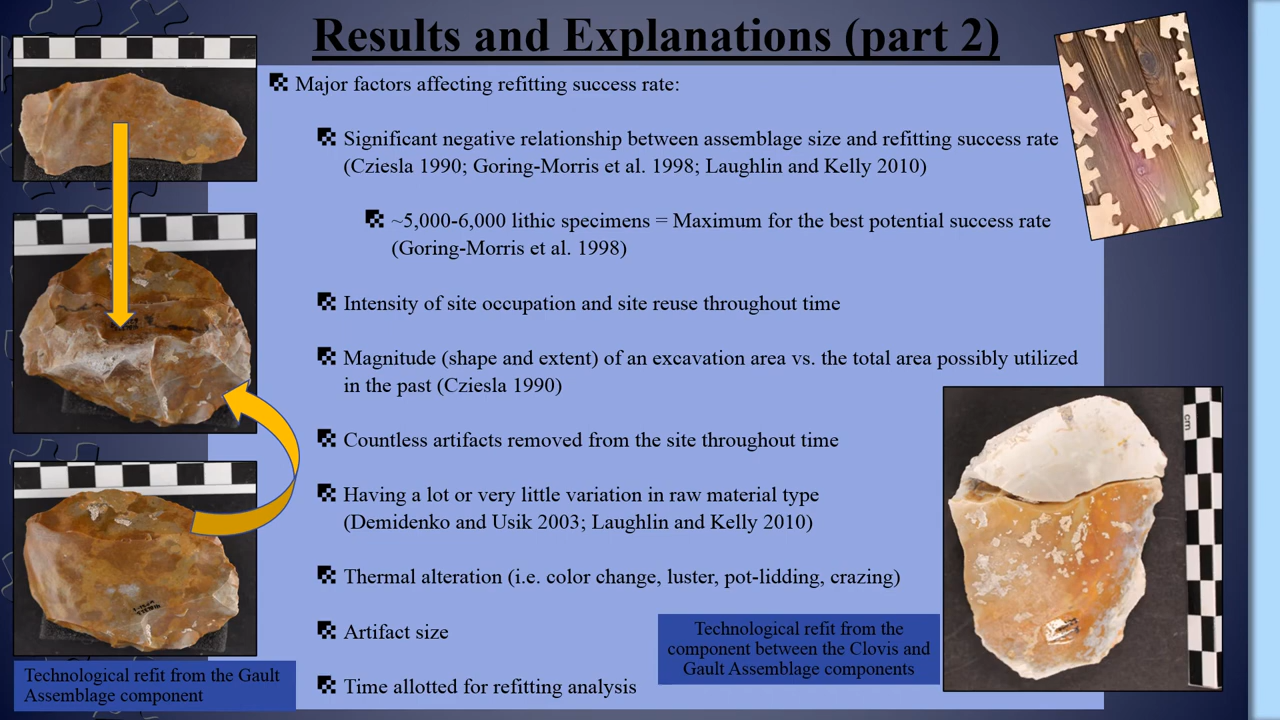 Results and Explanations (part 2)
Major factors affecting refitting success rate:
Significant negative relationship between assemblage size and refitting success rate
(Cziesla 1990; Goring-Morris et al. 1998; Laughlin and Kelly 2010)
~5,000-6,000 lithic specimens = Maximum for the best potential success rate
(Goring-Morris et al. 1998)
Intensity of site occupation and site reuse throughout time
Magnitude (shape and extent) of an excavation area vs. the total area possibly utilized
in the past (Cziesla 1990)
Countless artifacts removed from the site throughout time
Having a lot or very little variation in raw material type
(Demidenko and Usik 2003; Laughlin and Kelly 2010)
Thermal alteration (i.e. color change, luster, pot-lidding, crazing)
Artifact size
Time allotted for refitting analysis
Technological refit from the Gault
Assemblage component
Technological refit from the
component between the Clovis and
Gault Assemblage components
cm